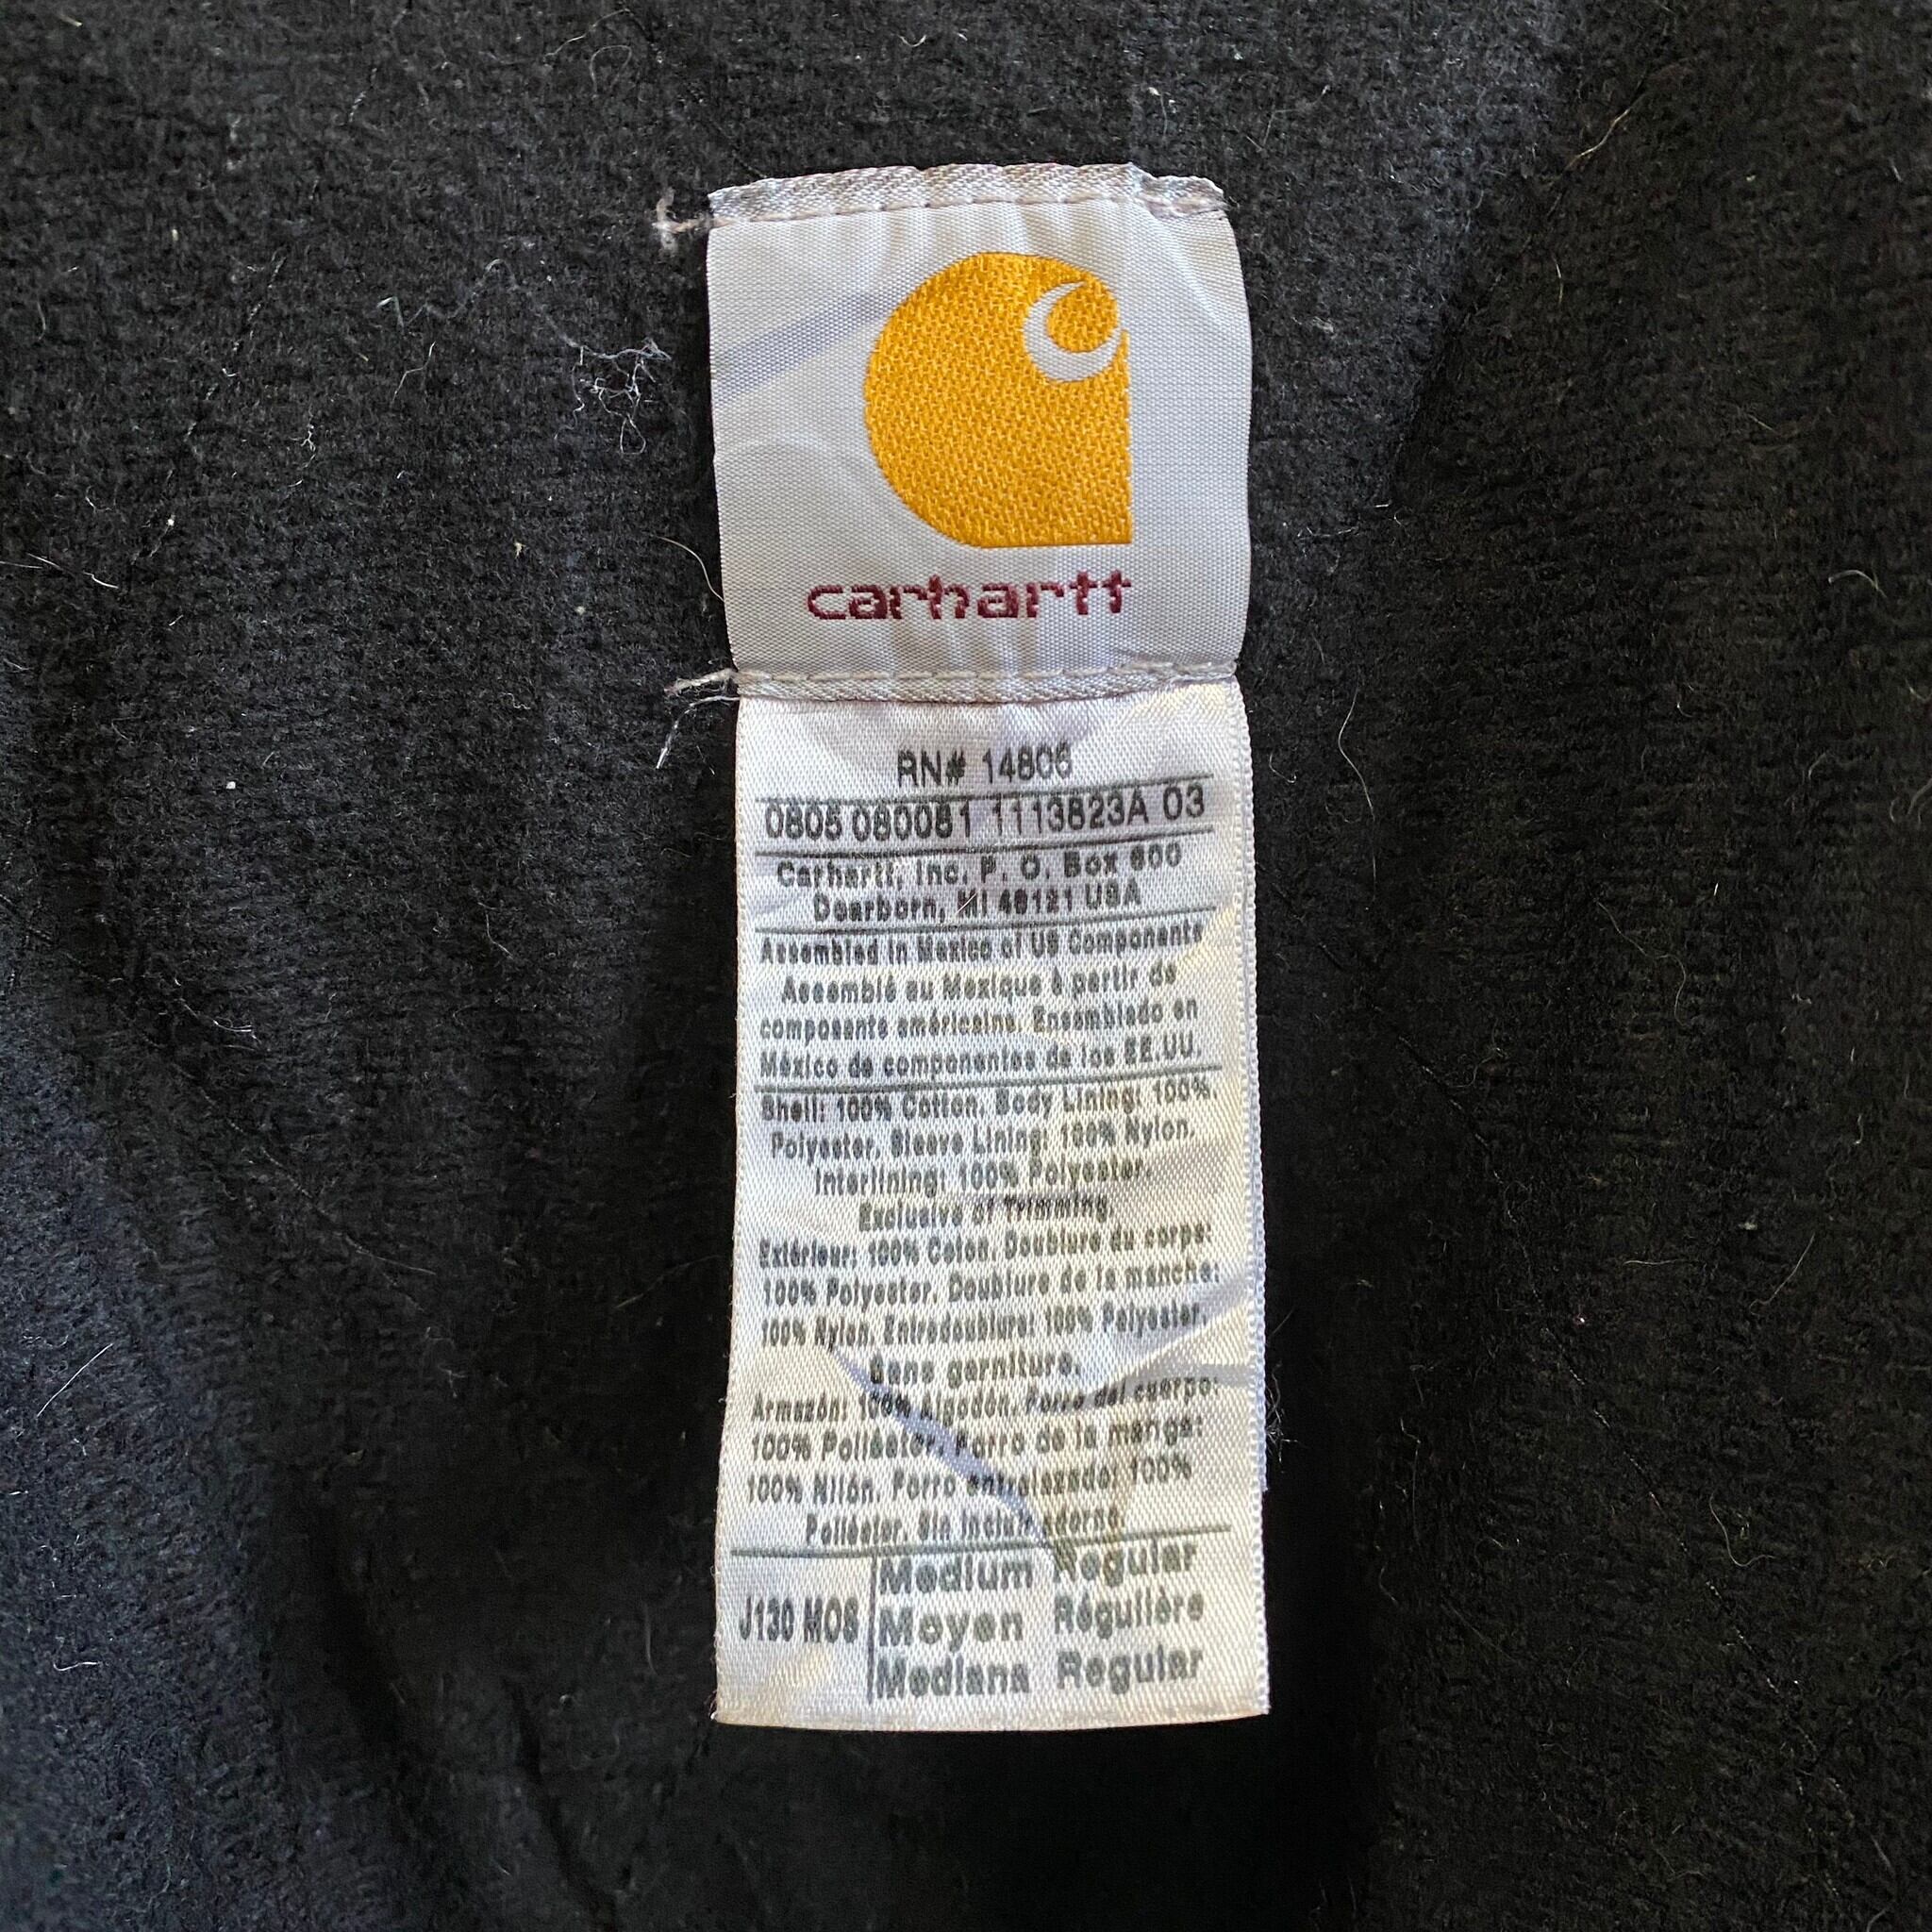 carhartt
RN# 14806
0805 080081 1113823A 03
Carhartt, Inc. P. O. Box 600
Dearborn, MI 48121 USA
Assembled in Mexico of US Components
Assemblé au Mexique à partir de
composants américains. Ensamblado en
México de componentes de los EE.UU.
Shell: 100% Cotton. Body Lining: 100%
Polyester. Sleeve Lining: 100% Nylon.
Interlining: 100% Polyester.
Exclusive of Trimming.
Extérieur: 100% Coton. Doublure du corps:
100% Polyester. Doublure de la manche:
100% Nylon. Entredoublure: 100% Polyester.
Sans garniture.
Armazón: 100% Algodón. Forro del cuerpo:
100% Poliéster. Forro de la manga:
100% Nilón. Forro entrelazado: 100%
Poliéster. Sin incluir adorno.
Medium Regular
J130 MOS Moyen Régulière
Mediana Regular